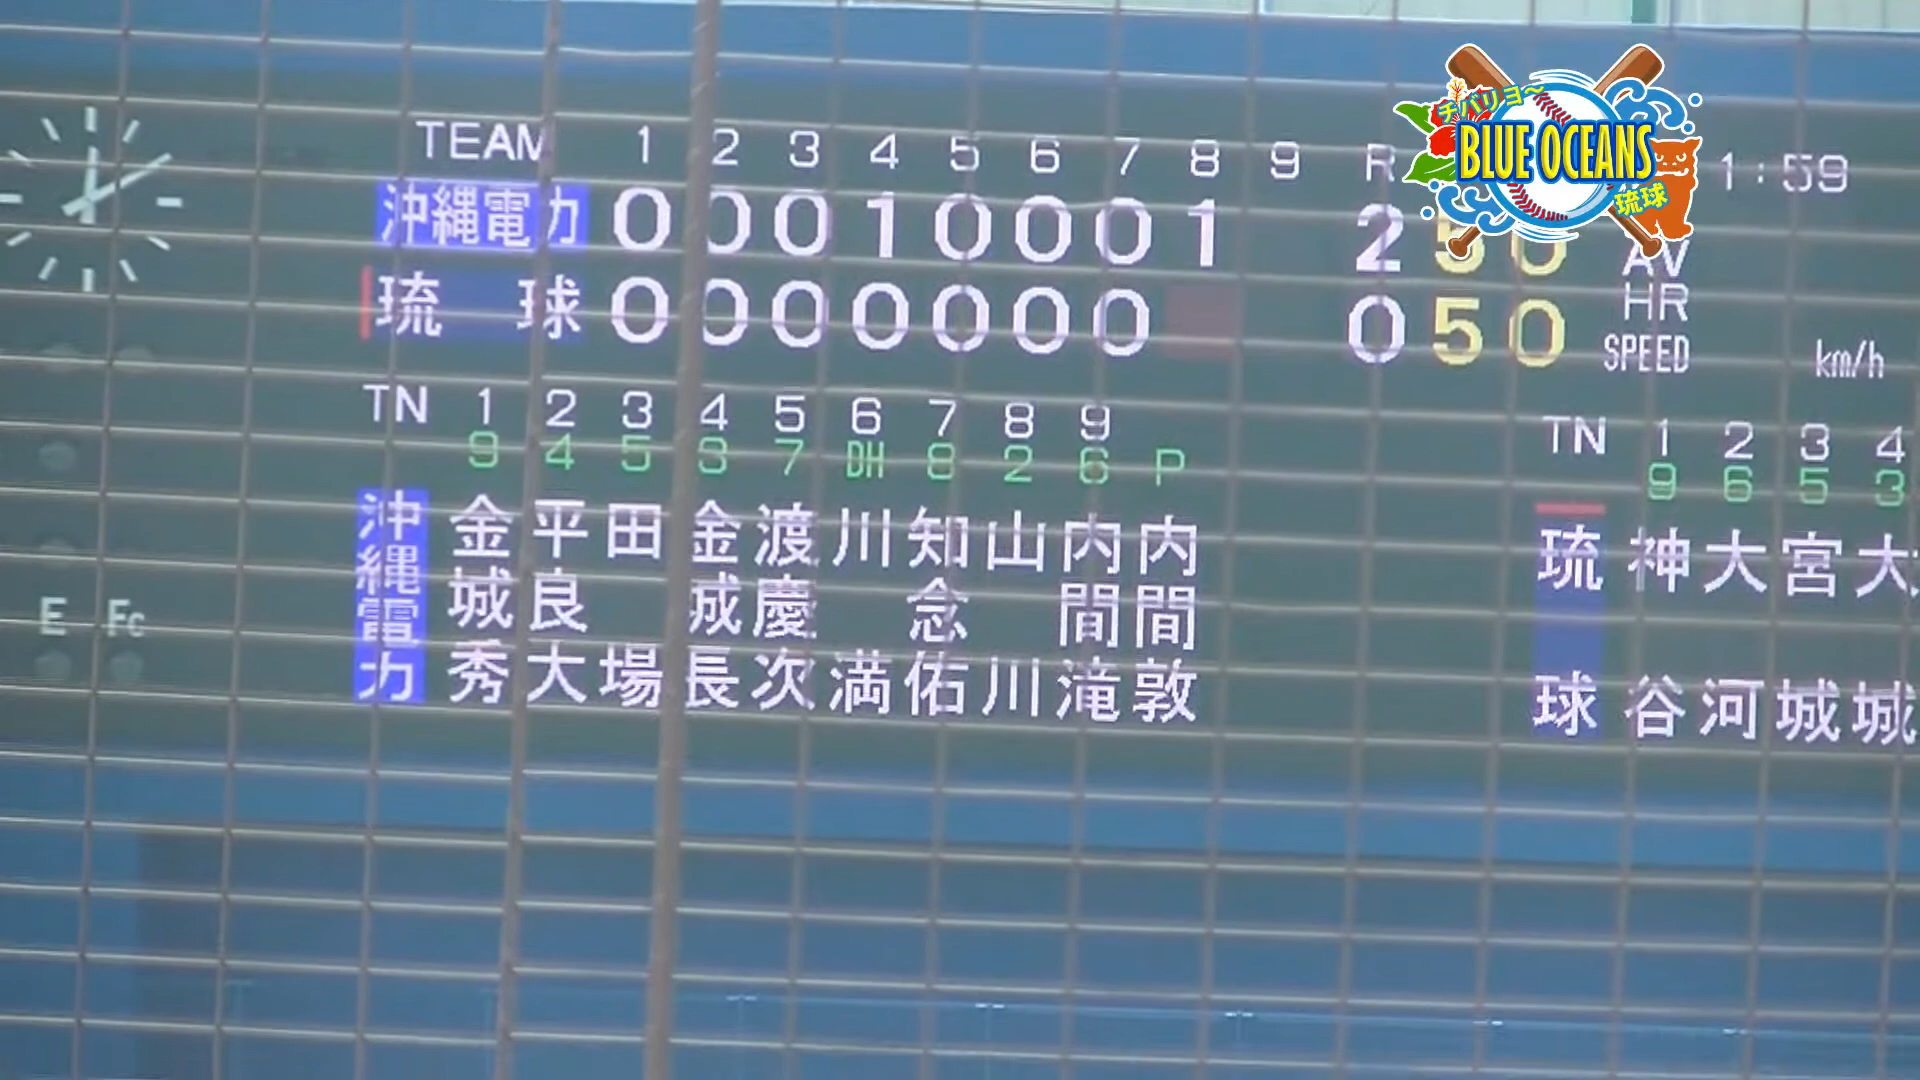 チバリヨ〜
BLUE OCEANS
琉球
TEAM 1 2 3 4 5 6 7 8 9 R 1:59
沖縄電力 0 0 0 1 0 0 0 1 2 5 0 AV
琉 球 0 0 0 0 0 0 0 0 5 0 HR
SPEED km/h
TN 1 2 3 4 5 6 7 8 9
9 4 5 3 7 DH 8 2 6 P
沖縄電力
金城秀
平良大
田場
金城長
渡慶次
川満
知念佑
山川
内間滝
内間敦
TN 1 2 3 4
9 6 5 3
琉球
神谷
大河
宮城
大城
E Fc